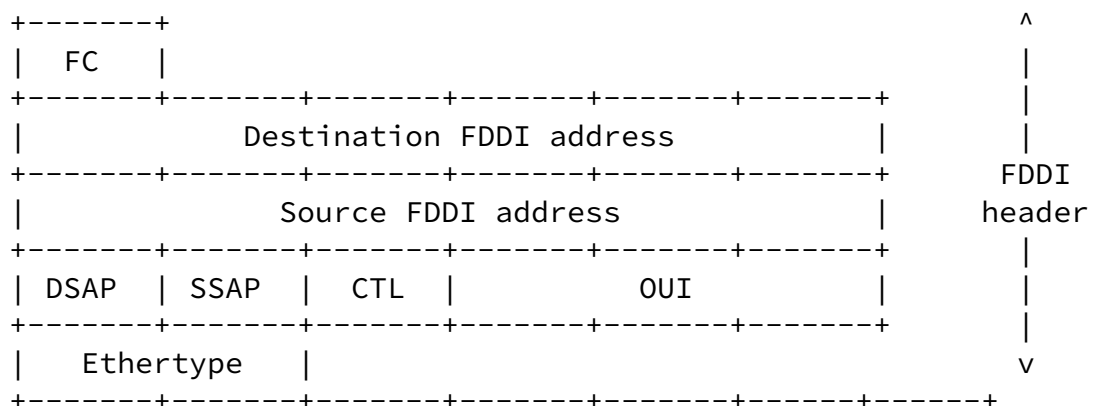 +-------+                                                ^
|  FC   |                                                |
+-------+-------+-------+-------+-------+-------+        |
|            Destination FDDI address           |        |
+-------+-------+-------+-------+-------+-------+       FDDI
|              Source FDDI address              |      header
+-------+-------+-------+-------+-------+-------+        |
| DSAP  | SSAP  |  CTL  |          OUI          |        |
+-------+-------+-------+-------+-------+-------+        |
|   Ethertype   |                                        v
+-------+-------+-------+-------+-------+------+------+